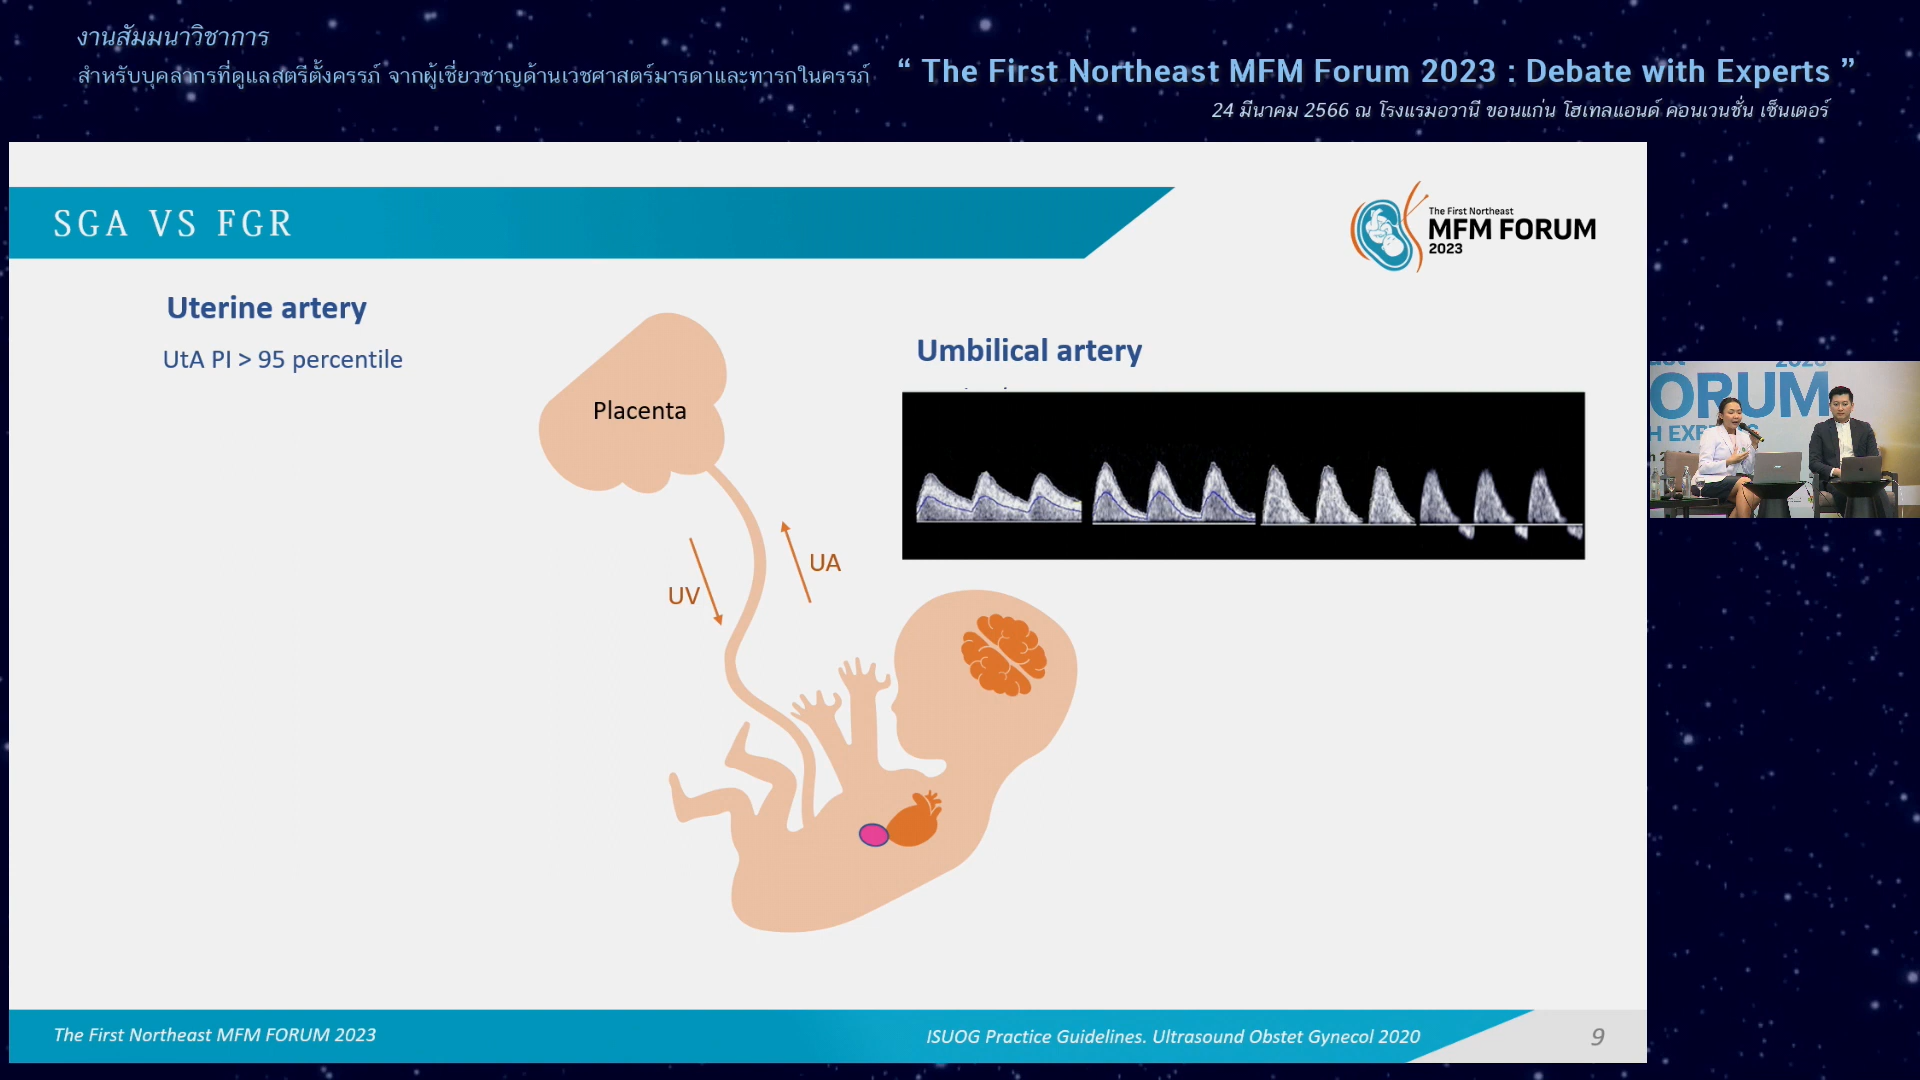 งานสัมมนาวิชาการ
สำหรับบุคลากรที่ดูแลสตรีตั้งครรภ์ จากผู้เชี่ยวชาญด้านเวชศาสตร์มารดาและทารกในครรภ์
“ The First Northeast MFM Forum 2023 : Debate with Experts ”
24 มีนาคม 2566 ณ โรงแรมอวานี ขอนแก่น โฮเทลแอนด์ คอนเวนชั่น เซ็นเตอร์
SGA VS FGR
The First Northeast
MFM FORUM
2023
Uterine artery
UtA PI > 95 percentile
Umbilical artery
Placenta
UA
UV
ORUM
The First Northeast MFM FORUM 2023
ISUOG Practice Guidelines. Ultrasound Obstet Gynecol 2020
9